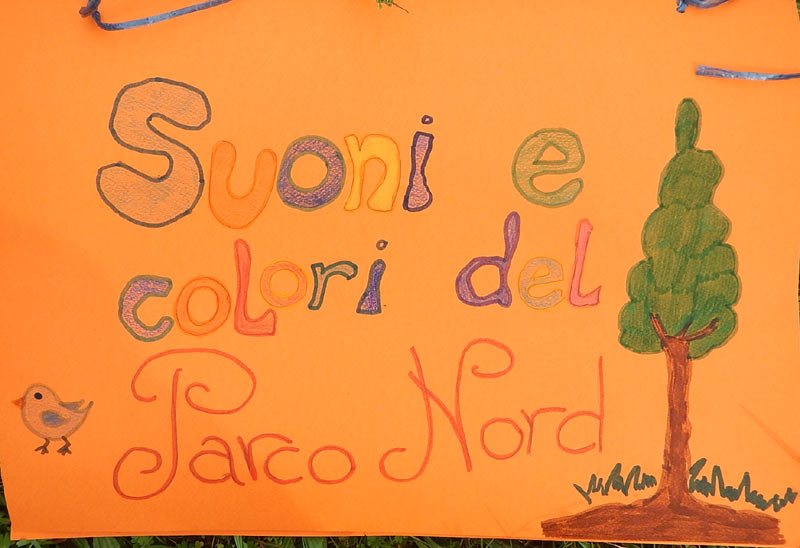 Suoni e
colori del
Parco Nord